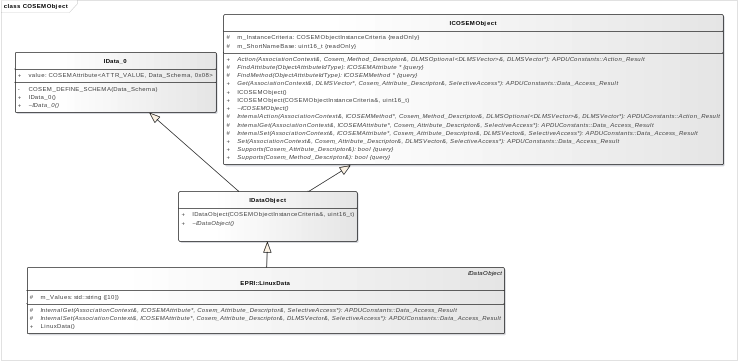 class COSEMObject
ICOSEMObject
# m_InstanceCriteria: COSEMObjectInstanceCriteria {readOnly}
# m_ShortNameBase: uint16_t {readOnly}
+ Action(AssociationContext&, Cosem_Method_Descriptor&, DLMSOptional<DLMSVector>&, DLMSVector*): APDUConstants::Action_Result
# FindAttribute(ObjectAttributeIdType): ICOSEMAttribute * {query}
# FindMethod(ObjectAttributeIdType): ICOSEMMethod * {query}
+ Get(AssociationContext&, DLMSVector*, Cosem_Attribute_Descriptor&, SelectiveAccess*): APDUConstants::Data_Access_Result
+ ICOSEMObject()
+ ICOSEMObject(COSEMObjectInstanceCriteria&, uint16_t)
+ ~ICOSEMObject()
# InternalAction(AssociationContext&, ICOSEMMethod*, Cosem_Method_Descriptor&, DLMSOptional<DLMSVector>&, DLMSVector*): APDUConstants::Action_Result
# InternalGet(AssociationContext&, ICOSEMAttribute*, Cosem_Attribute_Descriptor&, SelectiveAccess*): APDUConstants::Data_Access_Result
# InternalSet(AssociationContext&, ICOSEMAttribute*, Cosem_Attribute_Descriptor&, DLMSVector&, SelectiveAccess*): APDUConstants::Data_Access_Result
+ Set(AssociationContext&, Cosem_Attribute_Descriptor&, DLMSVector&, SelectiveAccess*): APDUConstants::Data_Access_Result
+ Supports(Cosem_Attribute_Descriptor&): bool {query}
+ Supports(Cosem_Method_Descriptor&): bool {query}
IData_0
+ value: COSEMAttribute<ATTR_VALUE, Data_Schema, 0x08>
- COSEM_DEFINE_SCHEMA(Data_Schema)
+ IData_0()
+ ~IData_0()
IDataObject
+ IDataObject(COSEMObjectInstanceCriteria&, uint16_t)
+ ~IDataObject()
IDataObject
EPRI::LinuxData
# m_Values: std::string ([10])
# InternalGet(AssociationContext&, ICOSEMAttribute*, Cosem_Attribute_Descriptor&, SelectiveAccess*): APDUConstants::Data_Access_Result
# InternalSet(AssociationContext&, ICOSEMAttribute*, Cosem_Attribute_Descriptor&, DLMSVector&, SelectiveAccess*): APDUConstants::Data_Access_Result
+ LinuxData()